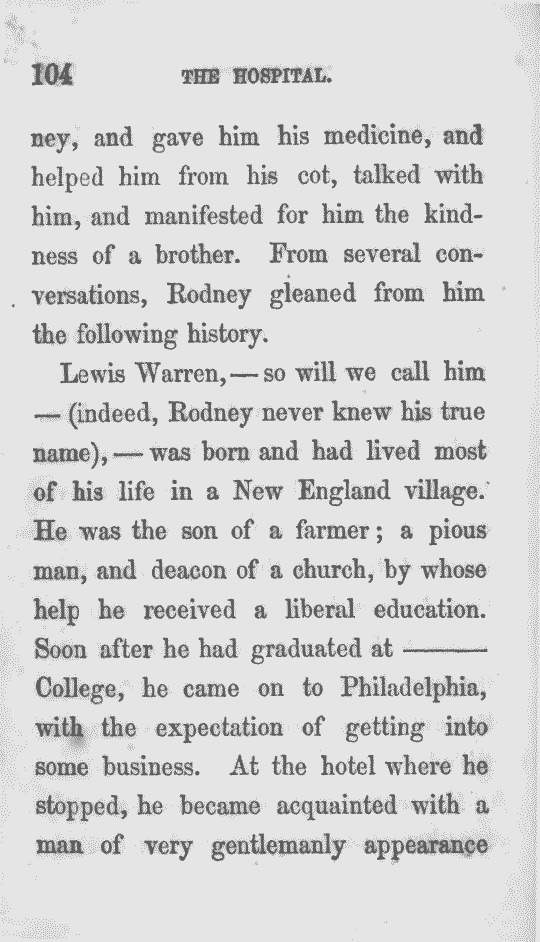 104 THE HOSPITAL.
ney, and gave him his medicine, and
helped him from his cot, talked with
him, and manifested for him the kind-
ness of a brother. From several con-
versations, Rodney gleaned from him
the following history.
Lewis Warren,—so will we call him
— (indeed, Rodney never knew his true
name),—was born and had lived most
of his life in a New England village.
He was the son of a farmer; a pious
man, and deacon of a church, by whose
help he received a liberal education.
Soon after he had graduated at ———
College, he came on to Philadelphia,
with the expectation of getting into
some business. At the hotel where he
stopped, he became acquainted with a
man of very gentlemanly appearance